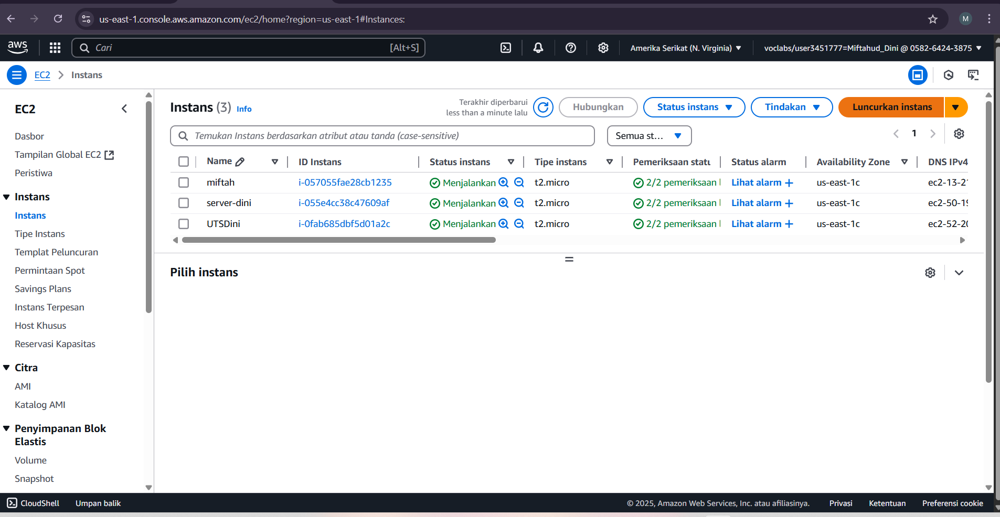 us-east-1.console.aws.amazon.com/ec2/home?region=us-east-1#Instances:
M
aws
Cari
[Alt+S]
Amerika Serikat (N. Virginia)
voclabs/user3451777=Miftahud_Dini @ 0582-6424-3875
EC2
Instans
EC2
Dasbor
Tampilan Global EC2
Peristiwa
Instans
Instans
Tipe Instans
Templat Peluncuran
Permintaan Spot
Savings Plans
Instans Terpesan
Host Khusus
Reservasi Kapasitas
Citra
AMI
Katalog AMI
Penyimpanan Blok
Elastis
Volume
Snapshot
Instans (3) Info
Terakhir diperbarui
less than a minute lalu
Hubungkan
Status instans
Tindakan
Luncurkan instans
Temukan Instans berdasarkan atribut atau tanda (case-sensitive)
Semua st...
1
Name ID Instans Status instans Tipe instans Pemeriksaan statu Status alarm Availability Zone DNS IPv4
miftah i-057055fae28cb1235 Menjalankan t2.micro 2/2 pemeriksaan Lihat alarm + us-east-1c ec2-13-21
server-dini i-055e4cc38c47609af Menjalankan t2.micro 2/2 pemeriksaan Lihat alarm + us-east-1c ec2-50-19
UTSDini i-0fab685dbf5d01a2c Menjalankan t2.micro 2/2 pemeriksaan Lihat alarm + us-east-1c ec2-52-20
Pilih instans
CloudShell
Umpan balik
© 2025, Amazon Web Services, Inc. atau afiliasinya.
Privasi
Ketentuan
Preferensi cookie